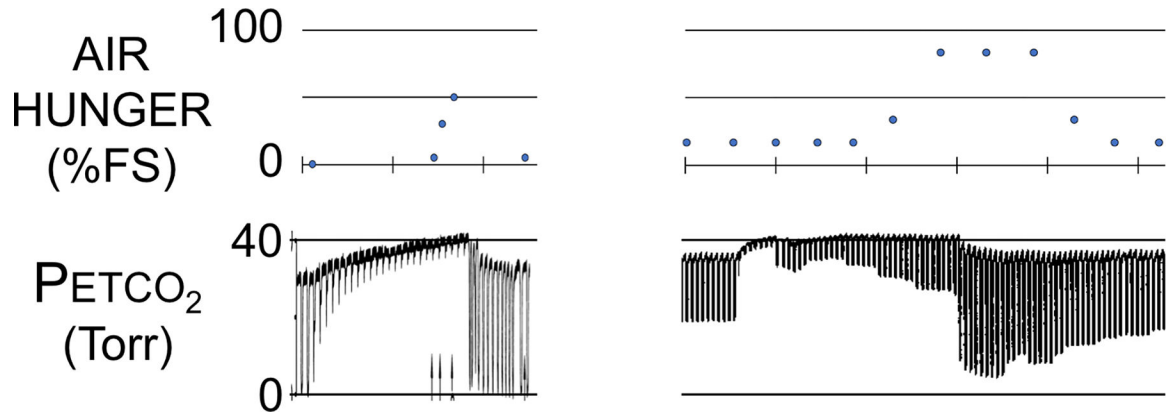 100
AIR
HUNGER
(%FS)
0
40
PETCO2
(Torr)
0